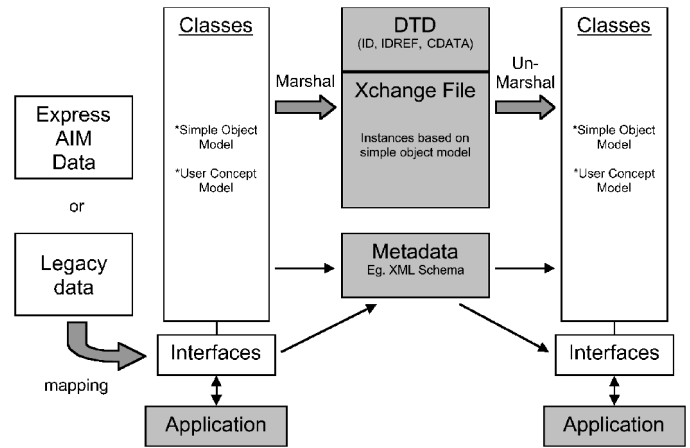 Express
AIM
Data
or
Legacy
data
mapping
Classes
*Simple Object
Model
*User Concept
Model
Interfaces
Application
Marshal
DTD
(ID, IDREF, CDATA)
Xchange File
Instances based on
simple object model
Metadata
Eg. XML Schema
Un-
Marshal
Classes
*Simple Object
Model
*User Concept
Model
Interfaces
Application